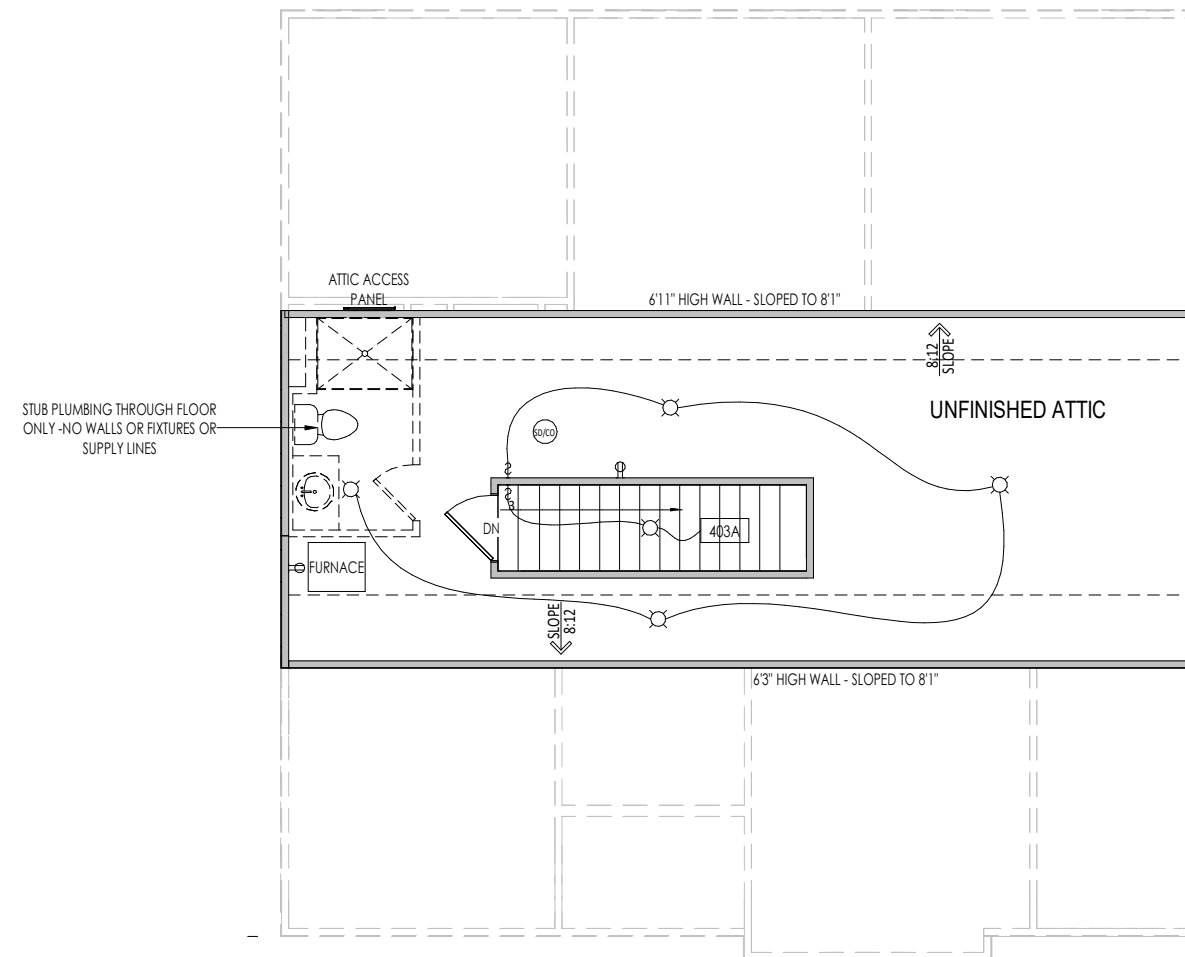 ATTIC ACCESS
PANEL
6'11" HIGH WALL - SLOPED TO 8'1"
8:12
SLOPE
UNFINISHED ATTIC
STUB PLUMBING THROUGH FLOOR
ONLY -NO WALLS OR FIXTURES OR
SUPPLY LINES
SD/CO
S
S
3
DN
403A
FURNACE
SLOPE
8:12
6'3" HIGH WALL - SLOPED TO 8'1"